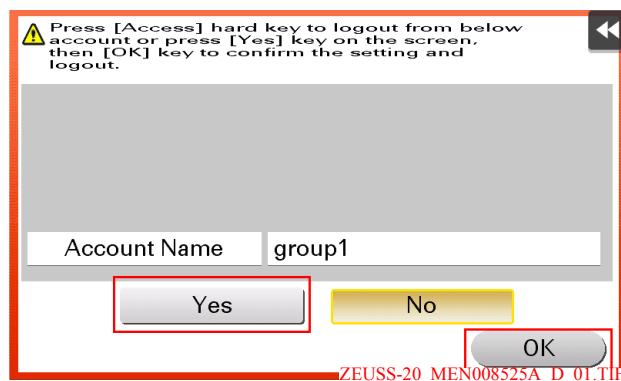 Press [Access] hard key to logout from below
account or press [Yes] key on the screen,
then [OK] key to confirm the setting and
logout.
Account Name group1
Yes No
OK
ZEUSS-20 MEN008525A D 01.TIF